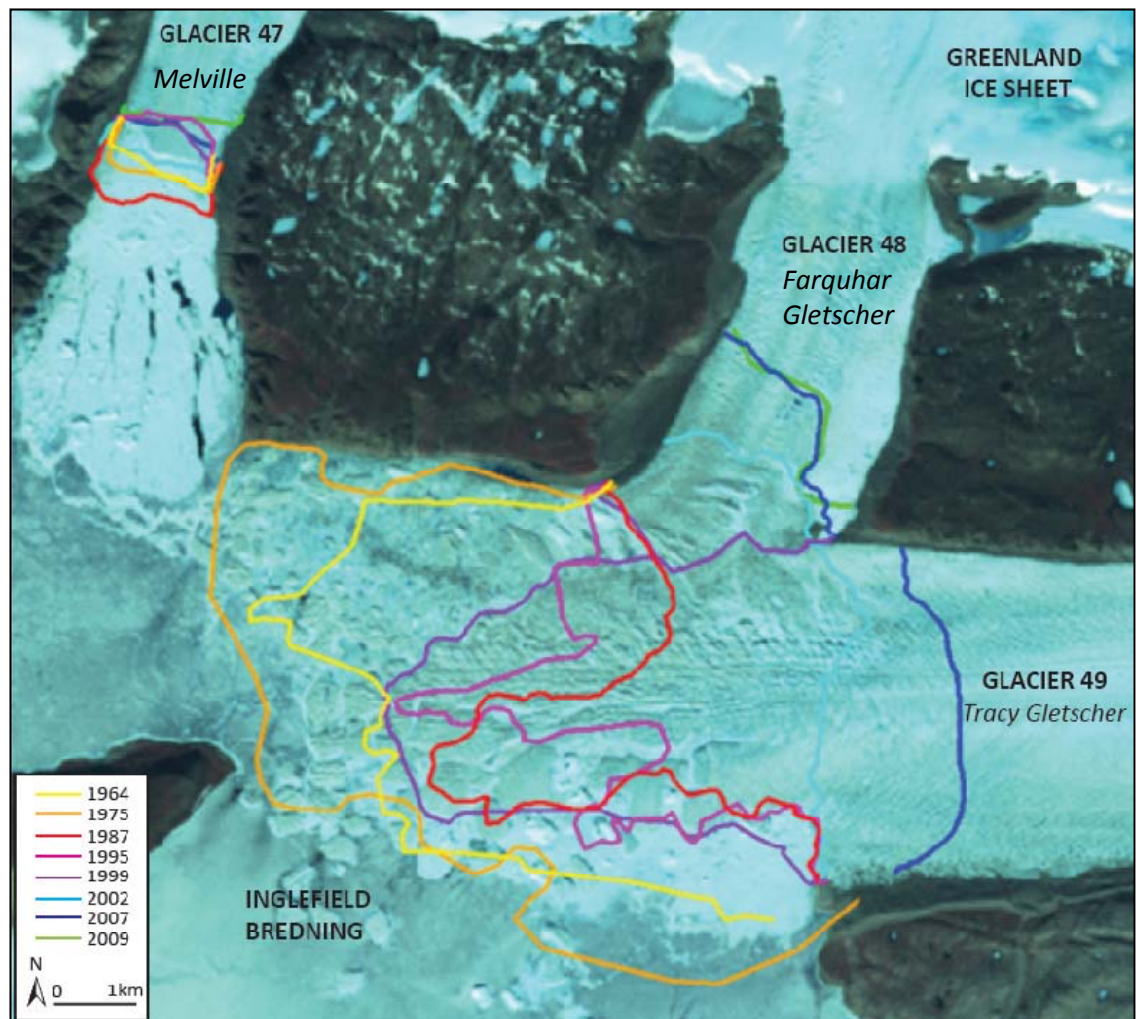 GLACIER 47
Melville
GREENLAND
ICE SHEET
GLACIER 48
Farquhar
Gletscher
GLACIER 49
Tracy Gletscher
INGLEFIELD
BREDNING
1964
1975
1987
1995
1999
2002
2007
2009
N
0 1km